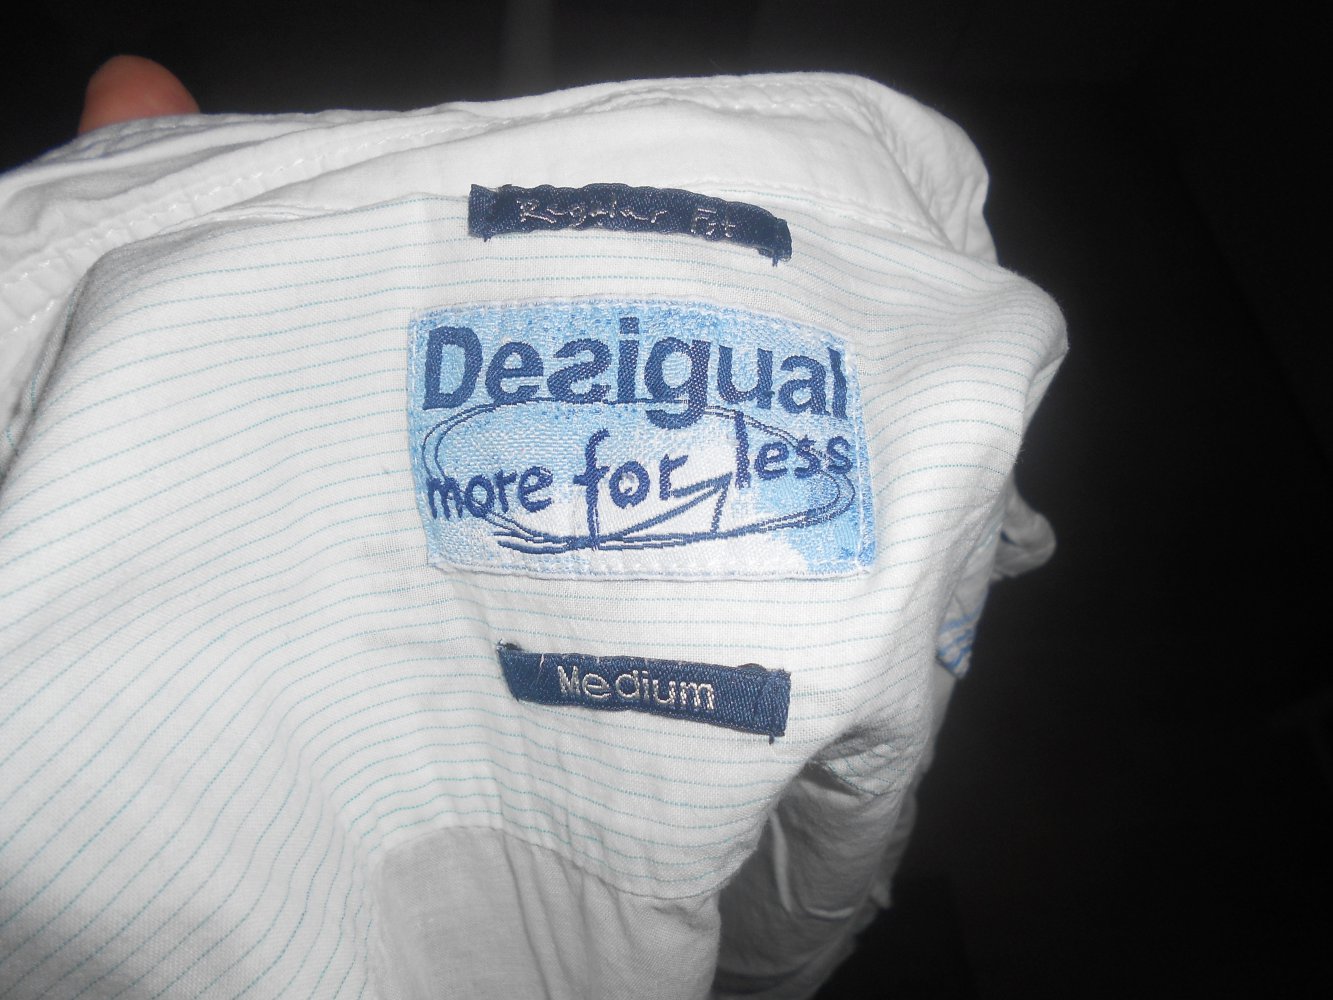 Regular Fit
Desigual
more for less
Medium